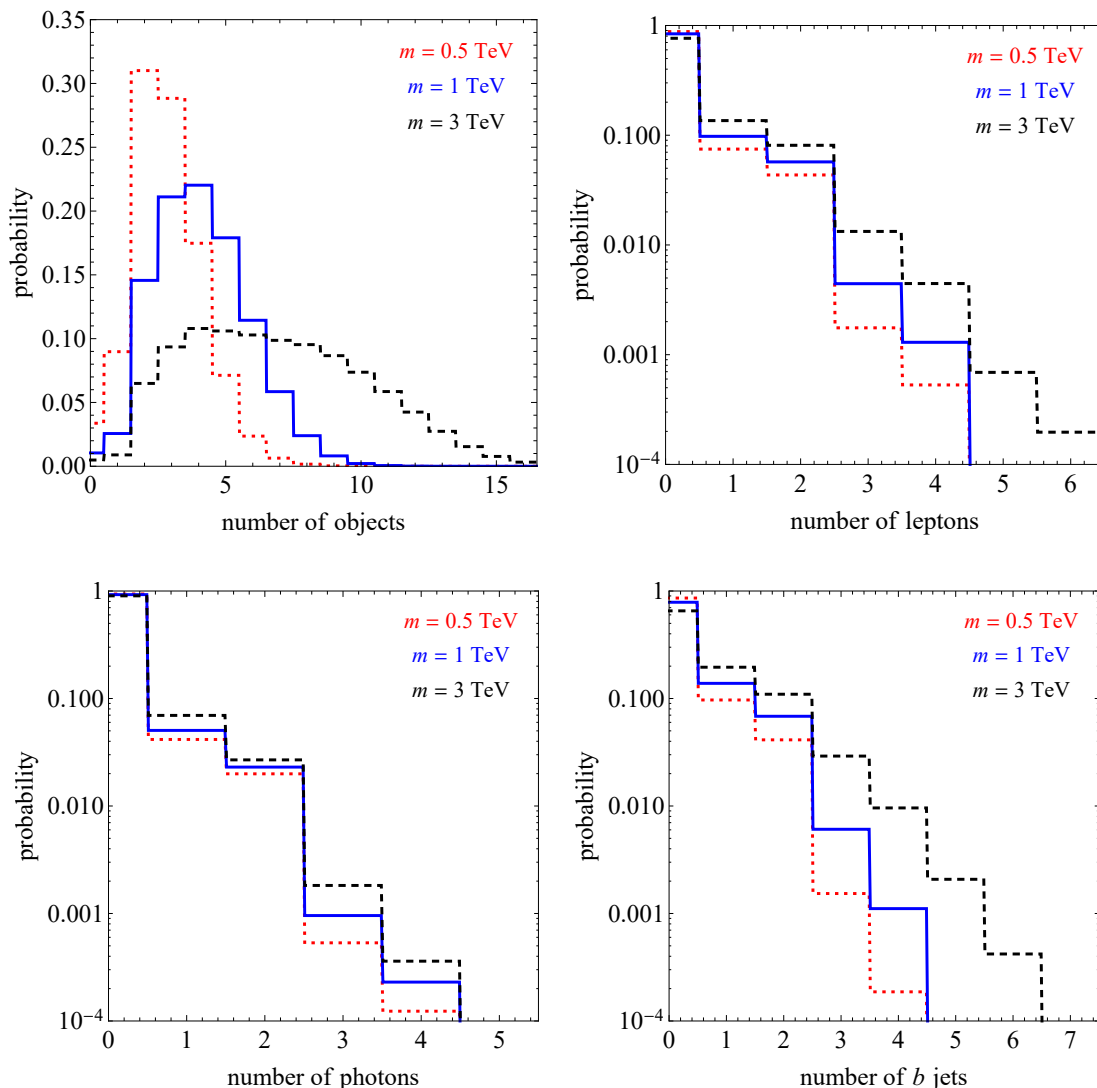 0.35
0.30
0.25
0.20
0.15
0.10
0.05
0.00
probability
m = 0.5 TeV
m = 1 TeV
m = 3 TeV
0 5 10 15
number of objects
1
0.100
0.010
0.001
10⁻⁴
probability
m = 0.5 TeV
m = 1 TeV
m = 3 TeV
0 1 2 3 4 5 6
number of leptons
1
0.100
0.010
0.001
10⁻⁴
probability
m = 0.5 TeV
m = 1 TeV
m = 3 TeV
0 1 2 3 4 5
number of photons
1
0.100
0.010
0.001
10⁻⁴
probability
m = 0.5 TeV
m = 1 TeV
m = 3 TeV
0 1 2 3 4 5 6 7
number of b jets